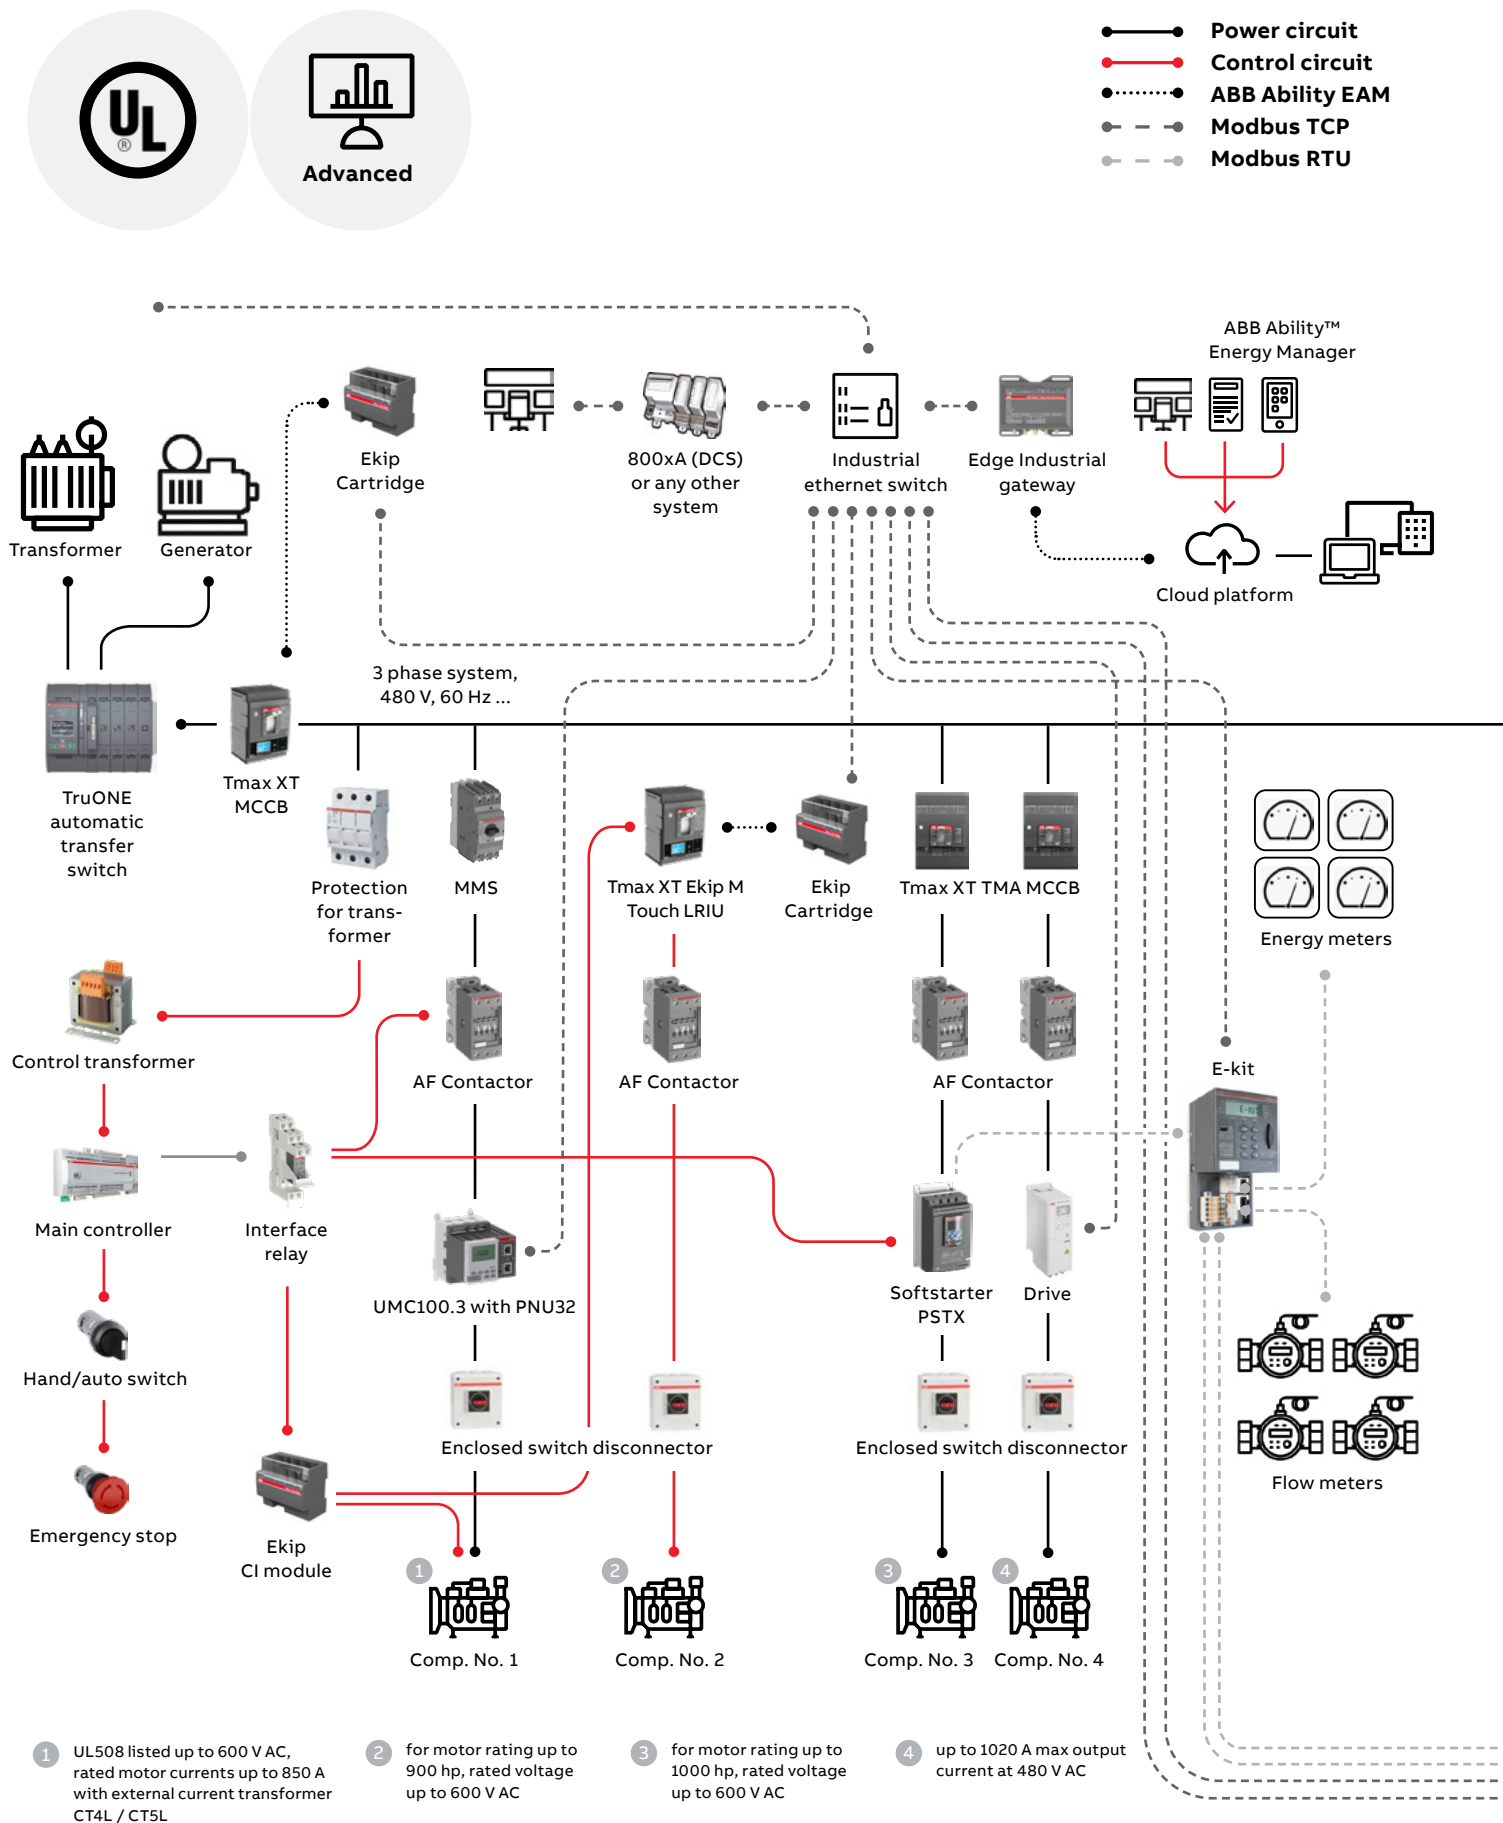 Power circuit
Control circuit
ABB Ability EAM
Modbus TCP
Modbus RTU
UL
®
Advanced
ABB Ability™
Energy Manager
Ekip
Cartridge
800xA (DCS)
or any other
system
Industrial
ethernet switch
Edge Industrial
gateway
Transformer
Generator
Cloud platform
3 phase system,
480 V, 60 Hz ...
TruONE
automatic
transfer
switch
Tmax XT
MCCB
Protection
for trans-
former
MMS
Tmax XT Ekip M
Touch LRIU
Ekip
Cartridge
Tmax XT TMA MCCB
Energy meters
Control transformer
AF Contactor
AF Contactor
AF Contactor
E-kit
E-KIT
Main controller
Interface
relay
UMC100.3 with PNU32
Softstarter
PSTX
Drive
Hand/auto switch
Enclosed switch disconnector
Enclosed switch disconnector
Flow meters
Emergency stop
Ekip
CI module
1
2
3
4
Comp. No. 1
Comp. No. 2
Comp. No. 3
Comp. No. 4
1
UL508 listed up to 600 V AC,
rated motor currents up to 850 A
with external current transformer
CT4L / CT5L
2
for motor rating up to
900 hp, rated voltage
up to 600 V AC
3
for motor rating up to
1000 hp, rated voltage
up to 600 V AC
4
up to 1020 A max output
current at 480 V AC